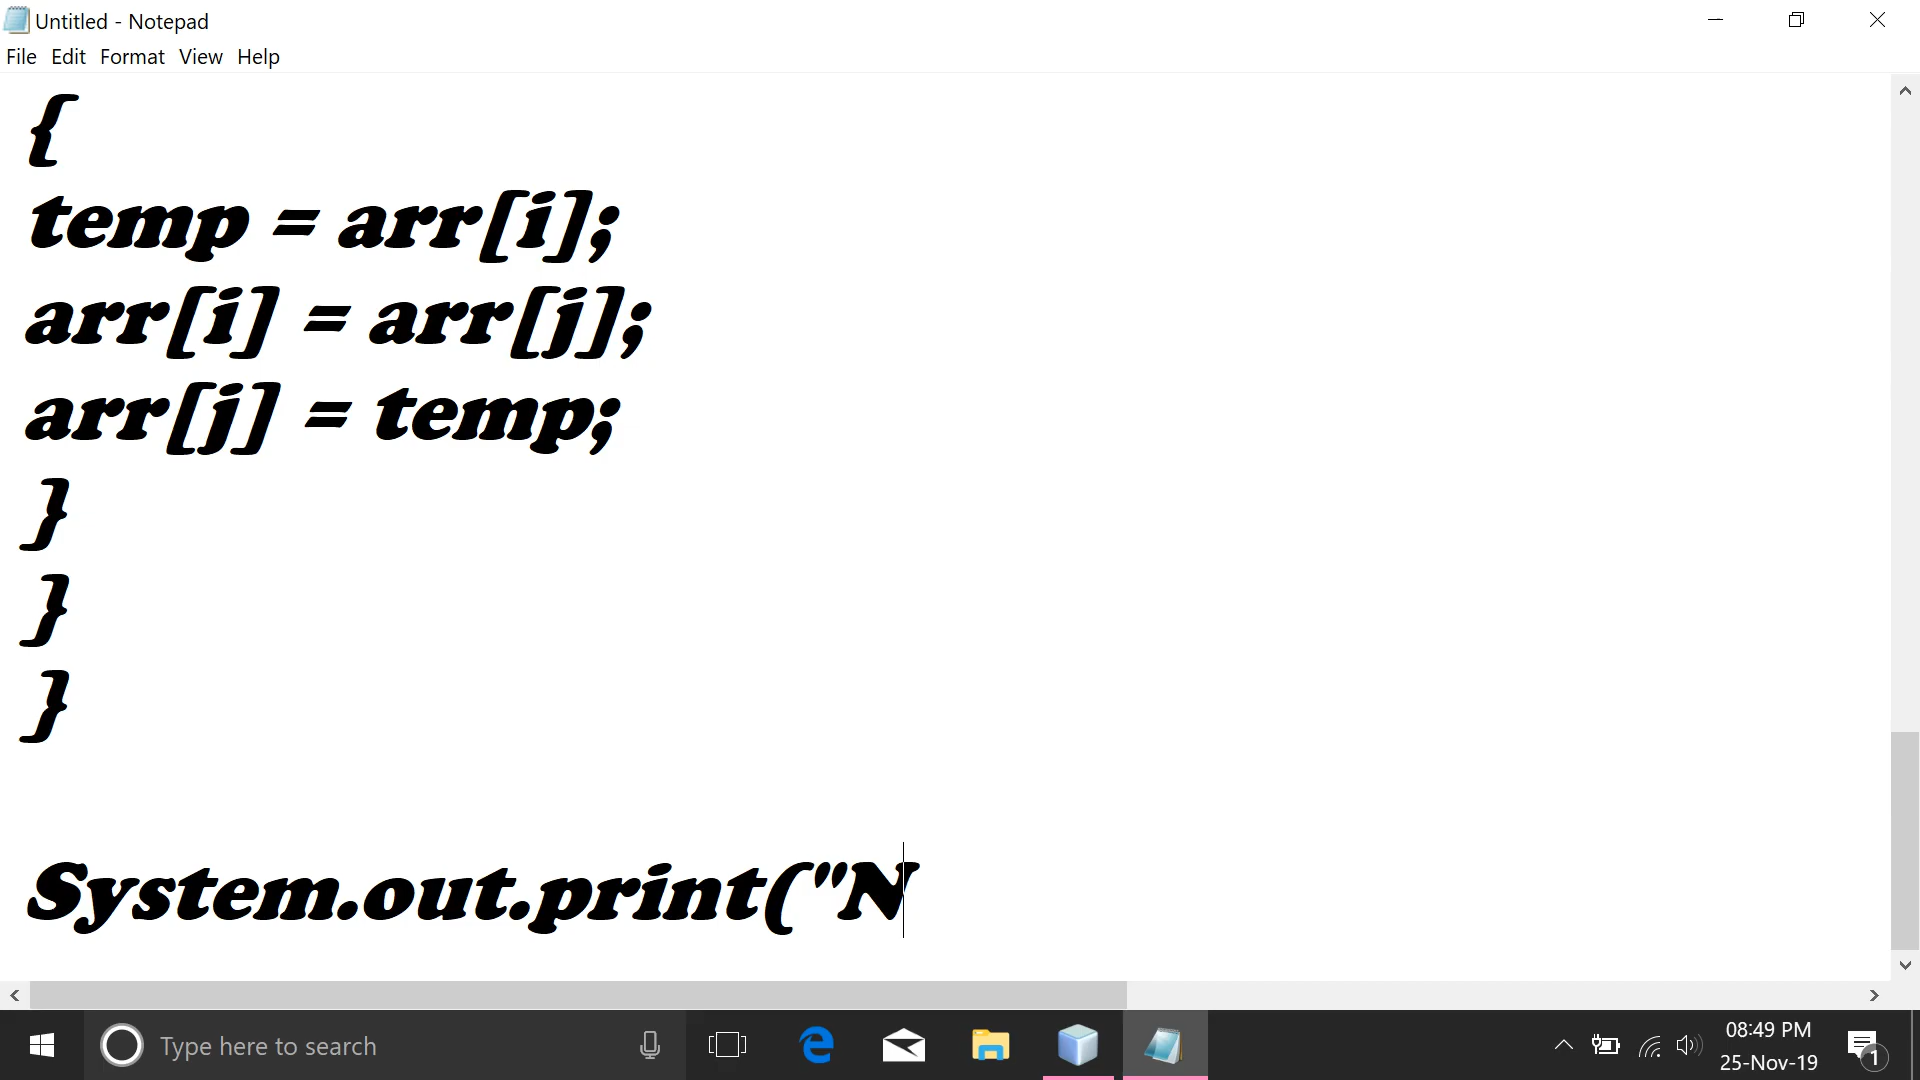 Untitled - Notepad
File Edit Format View Help
{
temp = arr[i];
arr[i] = arr[j];
arr[j] = temp;
}
}
}
System.out.print("N
Type here to search
08:49 PM
25-Nov-19
1